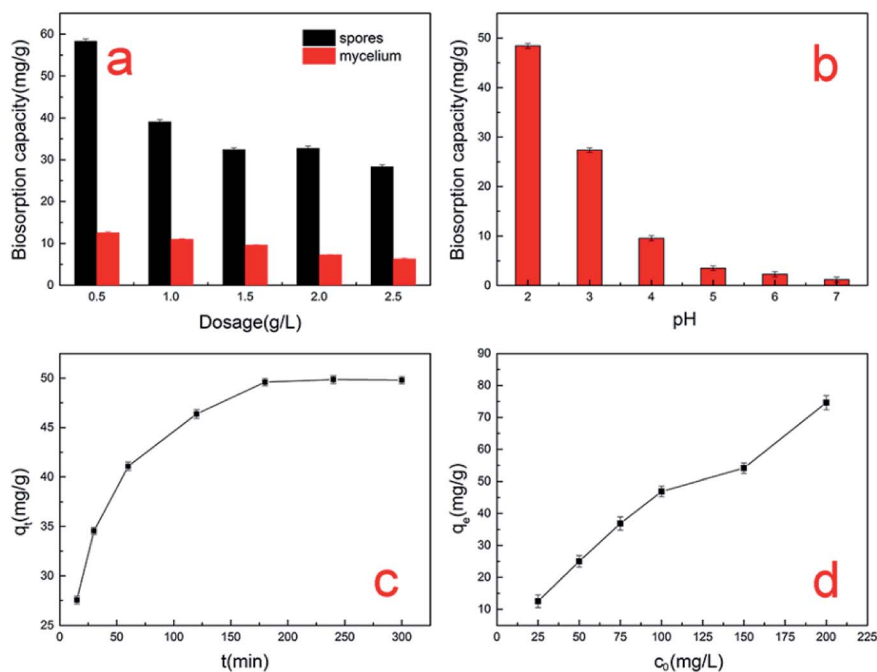 a
spores
mycelium
Biosorption capacity(mg/g)
60
50
40
30
20
10
0
0.5 1.0 1.5 2.0 2.5
Dosage(g/L)
b
Biosorption capacity(mg/g)
50
40
30
20
10
0
2 3 4 5 6 7
pH
c
qt(mg/g)
50
45
40
35
30
25
0 50 100 150 200 250 300
t(min)
d
qe(mg/g)
90
80
70
60
50
40
30
20
10
25 50 75 100 125 150 175 200
c0(mg/L)